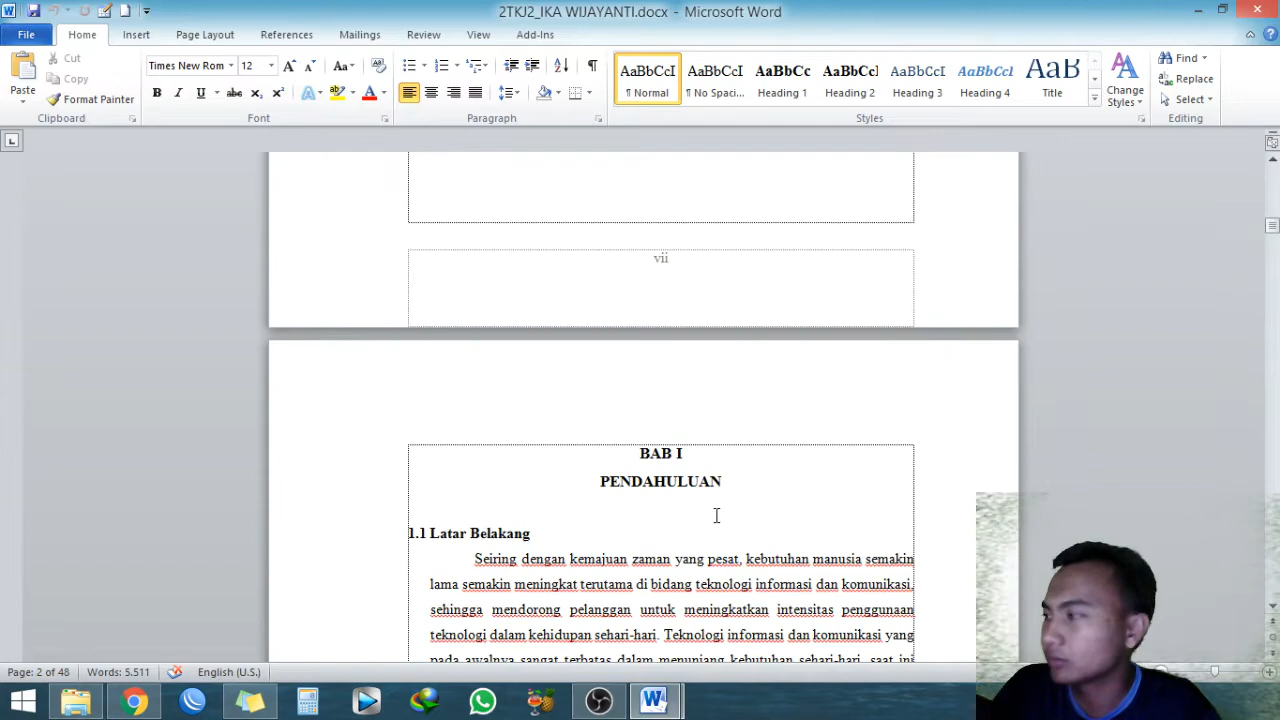 2TKJ2_IKA WIJAYANTI.docx - Microsoft Word
File Home Insert Page Layout References Mailings Review View Add-Ins
Paste
Cut
Copy
Format Painter
Clipboard
Times New Rom 12
Font
Paragraph
AaBbCcI AaBbCcI AaBbCc AaBbCcI AaBbCcI AaBbCcI AaB
¶ Normal ¶ No Spaci... Heading 1 Heading 2 Heading 3 Heading 4 Title
Change Styles
Styles
Find
Replace
Select
Editing
vii
BAB I
PENDAHULUAN
1.1 Latar Belakang
Seiring dengan kemajuan zaman yang pesat, kebutuhan manusia semakin
lama semakin meningkat terutama di bidang teknologi informasi dan komunikasi,
sehingga mendorong pelanggan untuk meningkatkan intensitas penggunaan
teknologi dalam kehidupan sehari-hari. Teknologi informasi dan komunikasi yang
pada awalnya sangat terbatas dalam menunjang kebutuhan sehari-hari, saat ini
Page: 2 of 48 Words: 5.511 English (U.S.)